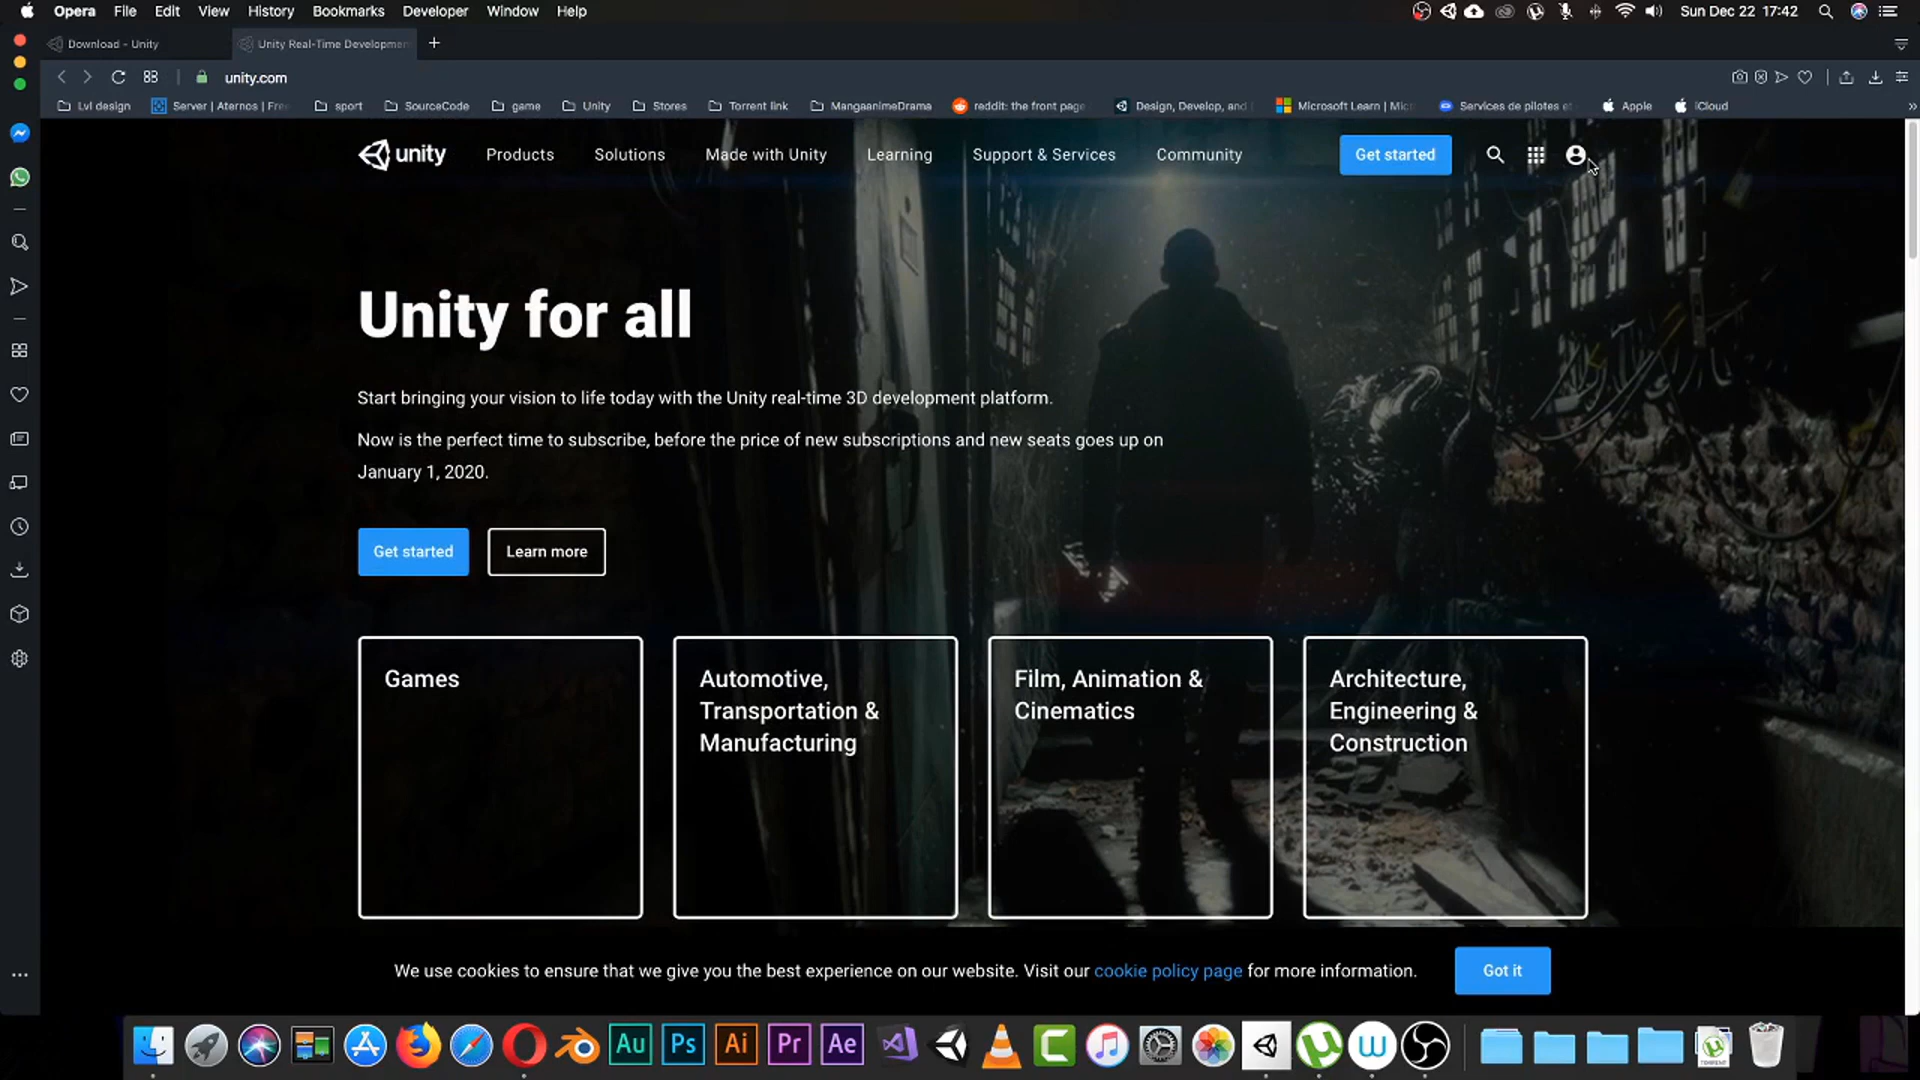 Opera File Edit View History Bookmarks Developer Window Help Sun Dec 22 17:42
Download - Unity Unity Real-Time Developmen
unity.com
Lvl design Server | Aternos | Fre sport SourceCode game Unity Stores Torrent link MangaanimeDrama reddit: the front page Design, Develop, and Microsoft Learn | Mic Services de pilotes et Apple iCloud »
unity Products Solutions Made with Unity Learning Support & Services Community Get started
Unity for all
Start bringing your vision to life today with the Unity real-time 3D development platform.
Now is the perfect time to subscribe, before the price of new subscriptions and new seats goes up on
January 1, 2020.
Get started Learn more
Games
Automotive,
Transportation &
Manufacturing
Film, Animation &
Cinematics
Architecture,
Engineering &
Construction
We use cookies to ensure that we give you the best experience on our website. Visit our cookie policy page for more information. Got it
Au Ps Ai Pr Ae
TORRENT